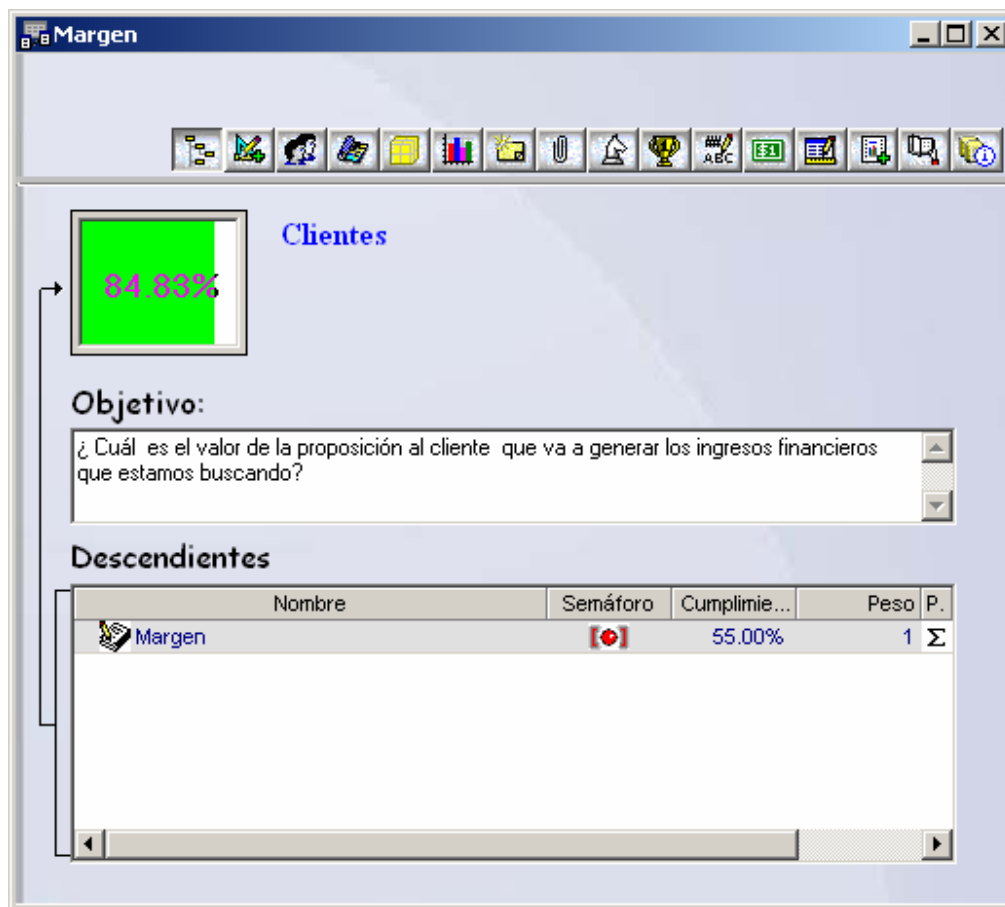 Margen
Clientes
84.83%
Objetivo:
¿ Cuál es el valor de la proposición al cliente que va a generar los ingresos financieros
que estamos buscando?
Descendientes
Nombre Semáforo Cumplimie... Peso P.
Margen 55.00% 1 Σ